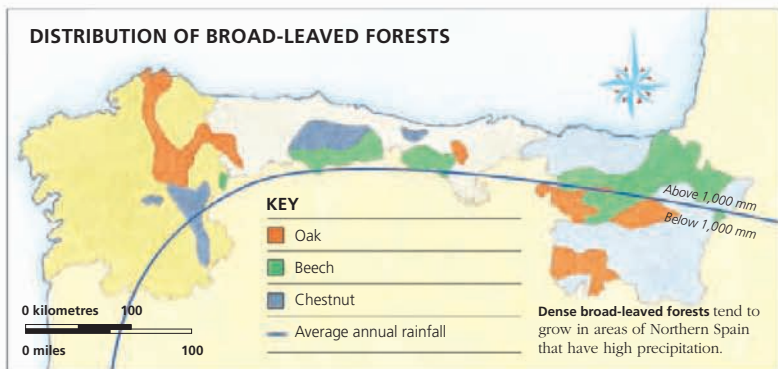 DISTRIBUTION OF BROAD-LEAVED FORESTS
KEY
Oak
Beech
Chestnut
Average annual rainfall
Above 1,000 mm
Below 1,000 mm
0 kilometres 100
0 miles 100
Dense broad-leaved forests tend to
grow in areas of Northern Spain
that have high precipitation.